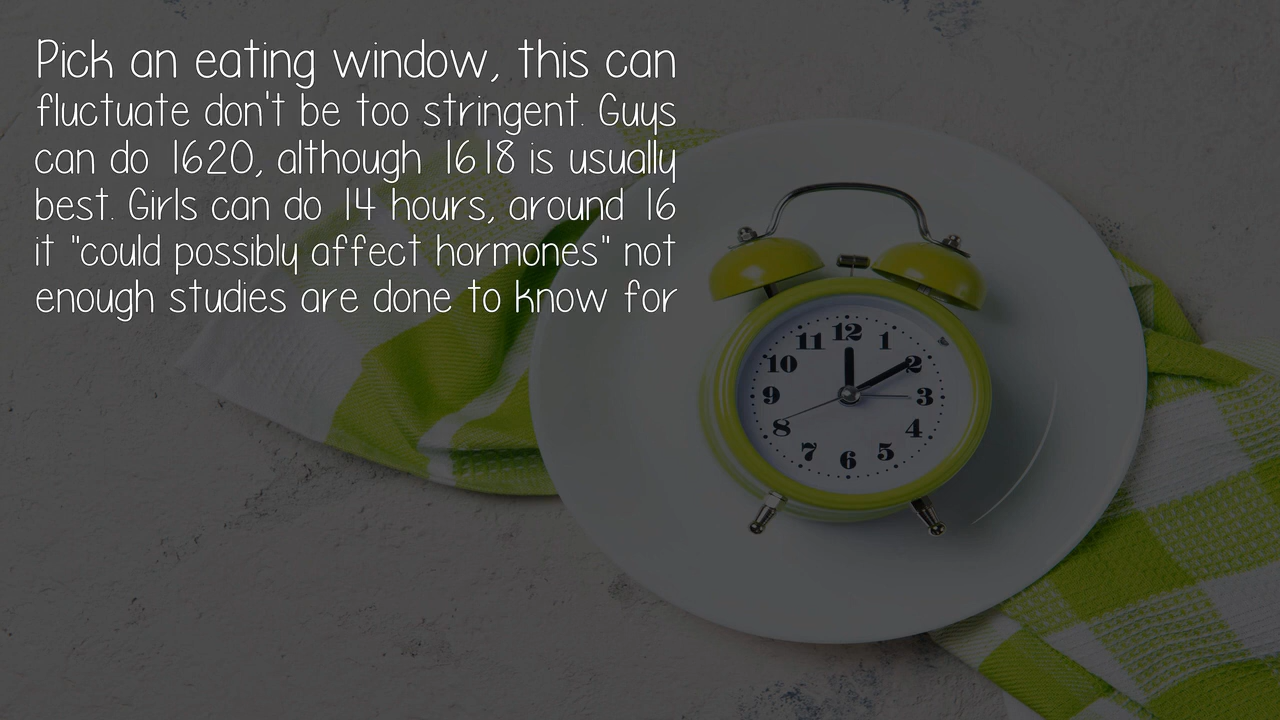 Pick an eating window, this can
fluctuate don't be too stringent. Guys
can do 1620, although 1618 is usually
best. Girls can do 14 hours, around 16
it "could possibly affect hormones" not
enough studies are done to know for
12
11 1
10 2
9 3
8 4
7 5
6